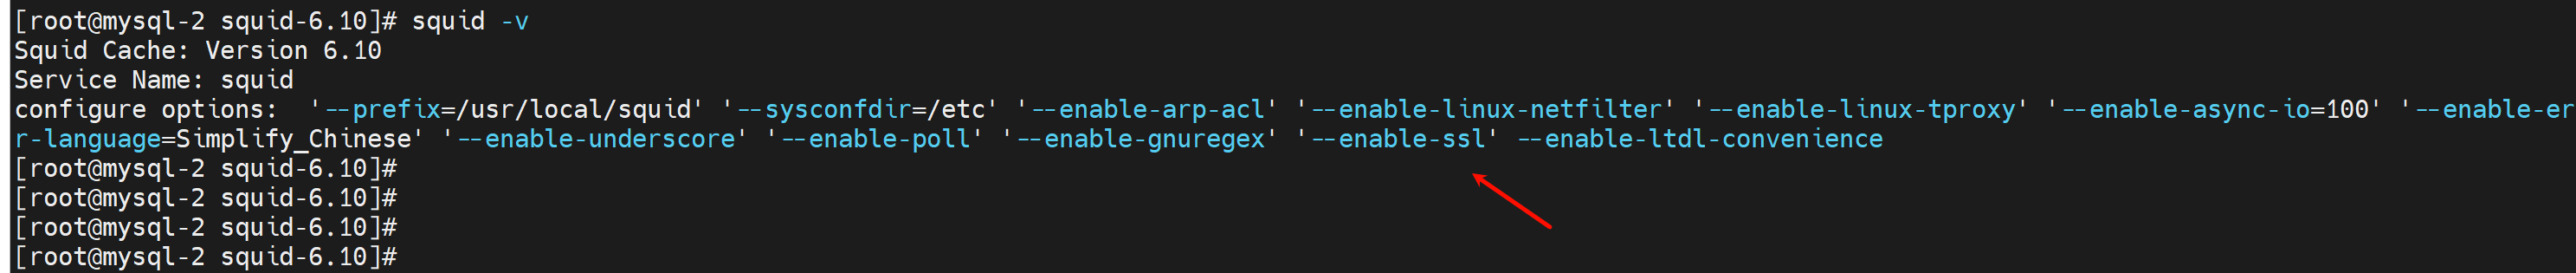 [root@mysql-2 squid-6.10]# squid -v
Squid Cache: Version 6.10
Service Name: squid
configure options:  '--prefix=/usr/local/squid' '--sysconfdir=/etc' '--enable-arp-acl' '--enable-linux-netfilter' '--enable-linux-tproxy' '--enable-async-io=100' '--enable-er
r-language=Simplify_Chinese' '--enable-underscore' '--enable-poll' '--enable-gnuregex' '--enable-ssl' --enable-ltdl-convenience
[root@mysql-2 squid-6.10]#
[root@mysql-2 squid-6.10]#
[root@mysql-2 squid-6.10]#
[root@mysql-2 squid-6.10]#